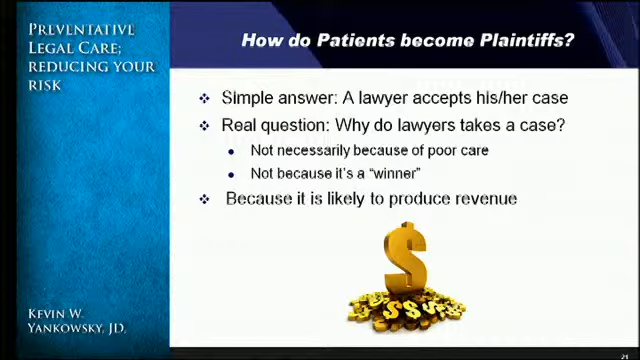 Preventative
Legal Care;
reducing your
risk
How do Patients become Plaintiffs?
Simple answer: A lawyer accepts his/her case
Real question: Why do lawyers takes a case?
Not necessarily because of poor care
Not because it's a “winner”
Because it is likely to produce revenue
Kevin W.
Yankowsky, JD.
21